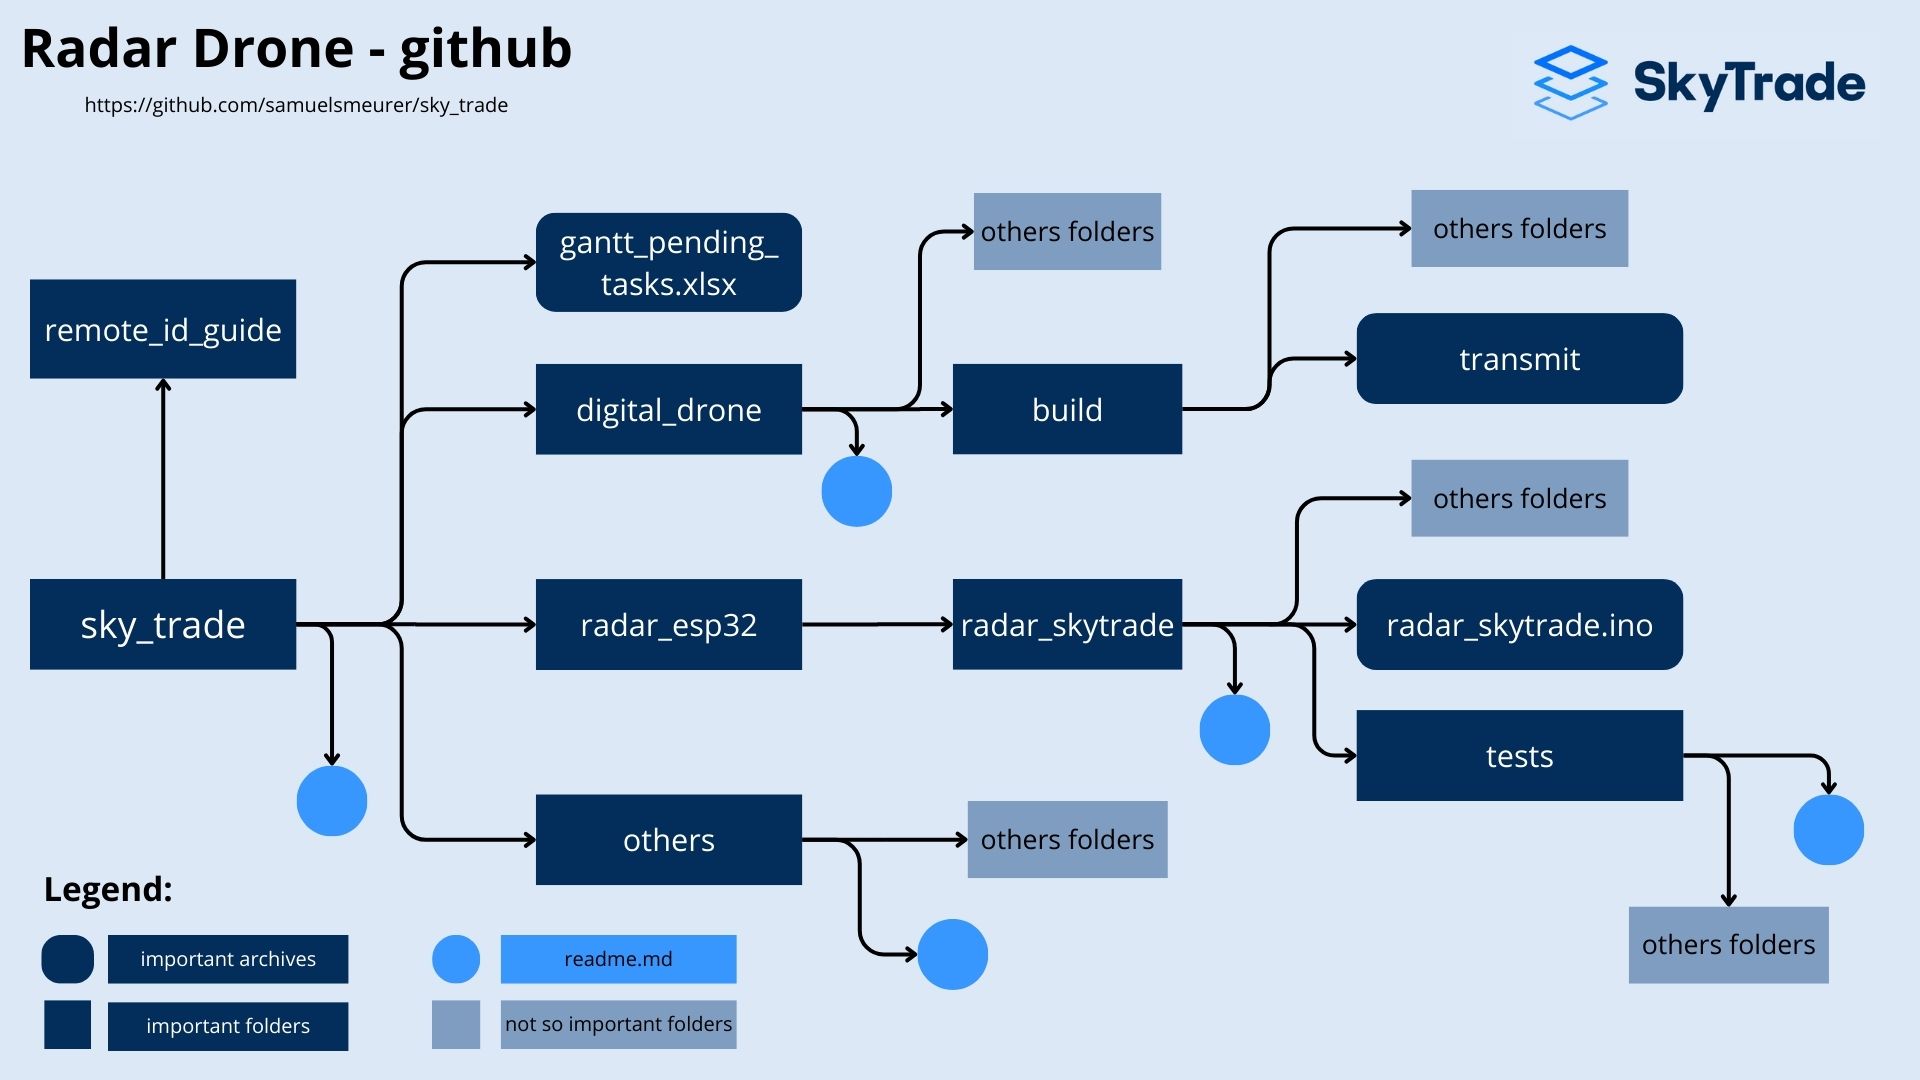 Radar Drone - github
https://github.com/samuelsmeurer/sky_trade
SkyTrade
others folders
others folders
gantt_pending_
tasks.xlsx
remote_id_guide
transmit
digital_drone
build
others folders
sky_trade
radar_esp32
radar_skytrade
radar_skytrade.ino
tests
others
others folders
others folders
Legend:
important archives
readme.md
important folders
not so important folders